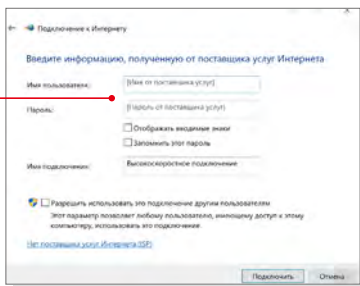 Подключение к Интернету
Введите информацию, полученную от поставщика услуг Интернета
Имя пользователя: [Имя от поставщика услуг]
Пароль: [Пароль от поставщика услуг]
Отображать вводимые знаки
Запомнить этот пароль
Имя подключения: Высокоскоростное подключение
Разрешить использовать это подключение другим пользователям
Этот параметр позволяет любому пользователю, имеющему доступ к этому
компьютеру, использовать это подключение
Нет поставщика услуг Интернета (ISP)
Подключить Отмена